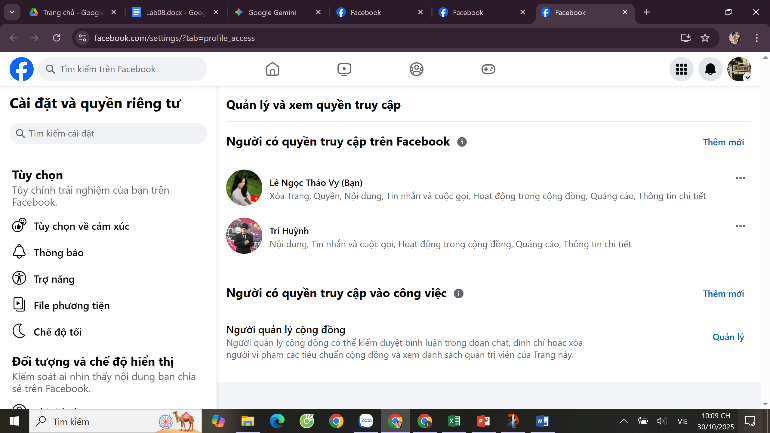 Trang chủ - Google
Lab08.docx - Goog
Google Gemini
Facebook
Facebook
Facebook
facebook.com/settings/?tab=profile_access
Tìm kiếm trên Facebook
Cài đặt và quyền riêng tư
Tìm kiếm cài đặt
Tùy chọn
Tùy chỉnh trải nghiệm của bạn trên
Facebook.
Tùy chọn về cảm xúc
Thông báo
Trợ năng
File phương tiện
Chế độ tối
Đối tượng và chế độ hiển thị
Kiểm soát ai nhìn thấy nội dung bạn chia
sẻ trên Facebook.
Quản lý và xem quyền truy cập
Người có quyền truy cập trên Facebook
Thêm mới
Lê Ngọc Thảo Vy (Bạn)
Xóa Trang, Quyền, Nội dung, Tin nhắn và cuộc gọi, Hoạt động trong cộng đồng, Quảng cáo, Thông tin chi tiết
Trí Huỳnh
Nội dung, Tin nhắn và cuộc gọi, Hoạt động trong cộng đồng, Quảng cáo, Thông tin chi tiết
Người có quyền truy cập vào công việc
Thêm mới
Người quản lý cộng đồng
Người quản lý cộng đồng có thể kiểm duyệt bình luận trong đoạn chat, đình chỉ hoặc xóa
người vi phạm các tiêu chuẩn cộng đồng và xem danh sách quản trị viên của Trang này.
Quản lý
Tìm kiếm
Zalo
VIE
10:09 CH
30/10/2025